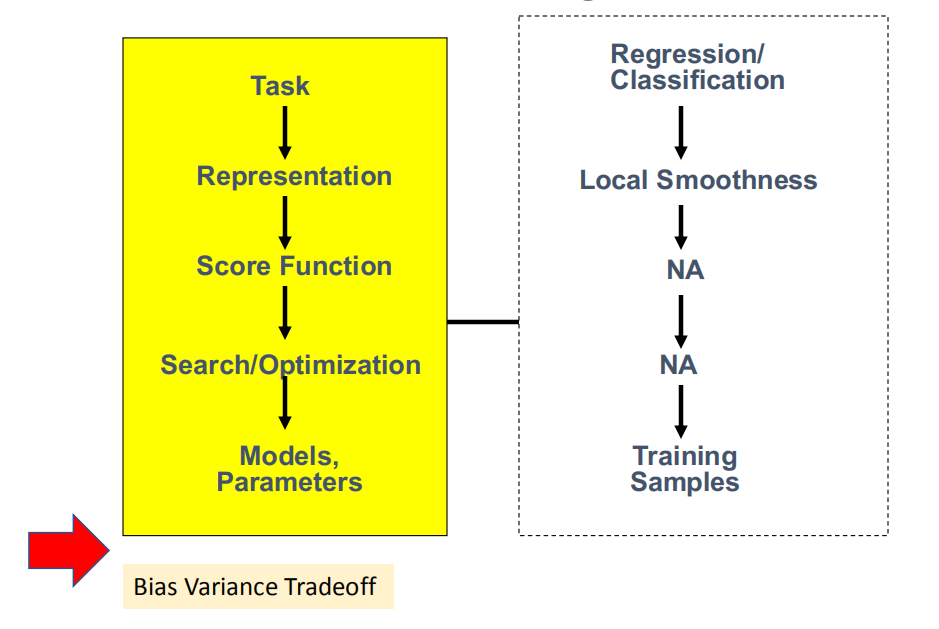 Task
Representation
Score Function
Search/Optimization
Models,
Parameters
Regression/
Classification
Local Smoothness
NA
NA
Training
Samples
Bias Variance Tradeoff